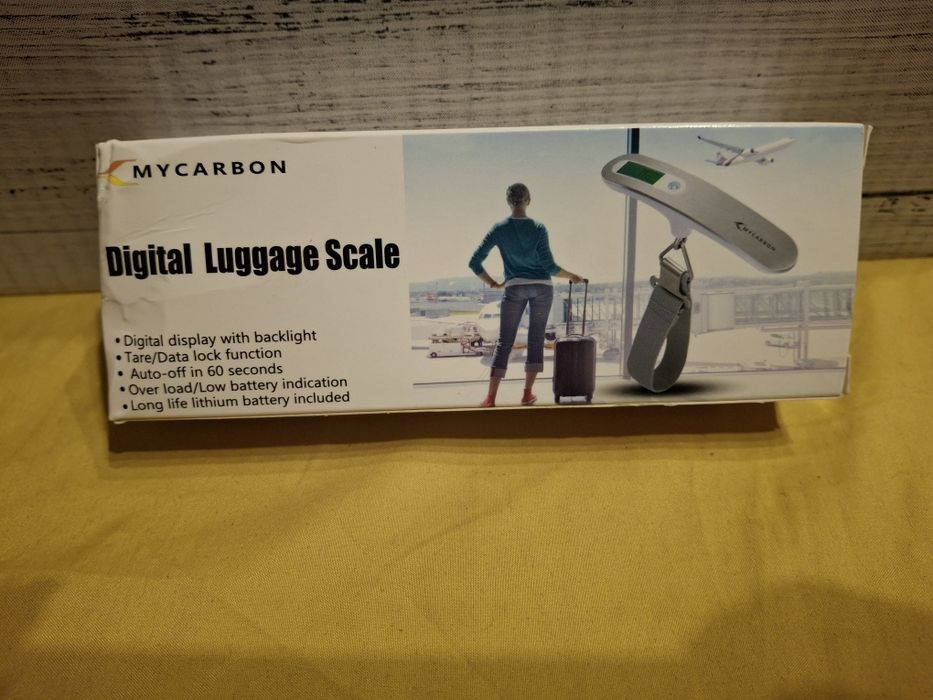 MYCARBON
Digital Luggage Scale
• Digital display with backlight
• Tare/Data lock function
• Auto-off in 60 seconds
• Over load/Low battery indication
• Long life lithium battery included
MYCARBON